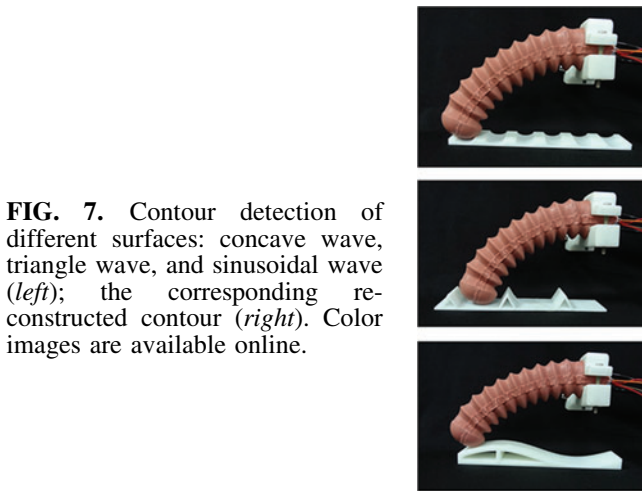 FIG. 7. Contour detection of
different surfaces: concave wave,
triangle wave, and sinusoidal wave
(left); the corresponding re-
constructed contour (right). Color
images are available online.